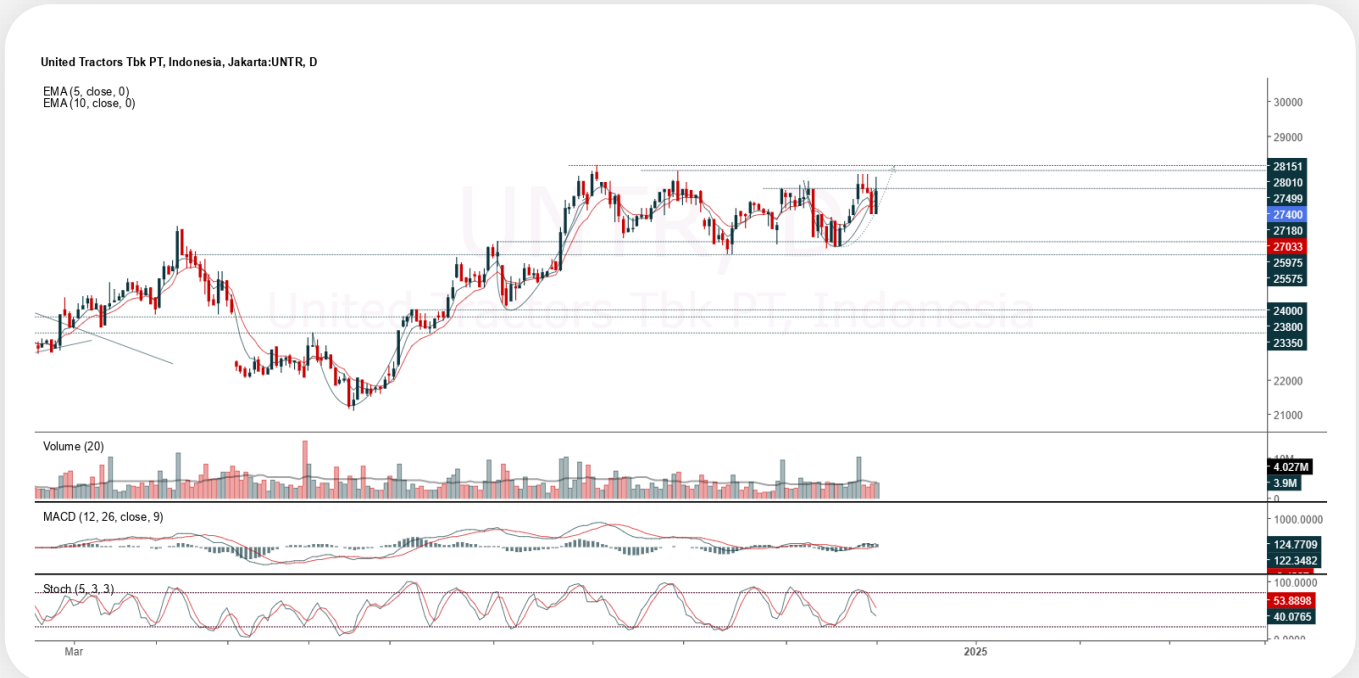 United Tractors Tbk PT, Indonesia, Jakarta:UNTR, D
EMA (5, close, 0)
EMA (10, close, 0)
UNTR, D
United Tractors Tbk PT, Indonesia
30000
29000
28151
28010
27499
27400
27180
27033
25975
25575
24000
23800
23350
22000
21000
Volume (20)
4.027M
3.9M
0
MACD (12, 26, close, 9)
1000.0000
124.7709
122.3482
Stoch (5, 3, 3)
100.0000
53.8898
40.0765
0.0000
Mar
2025